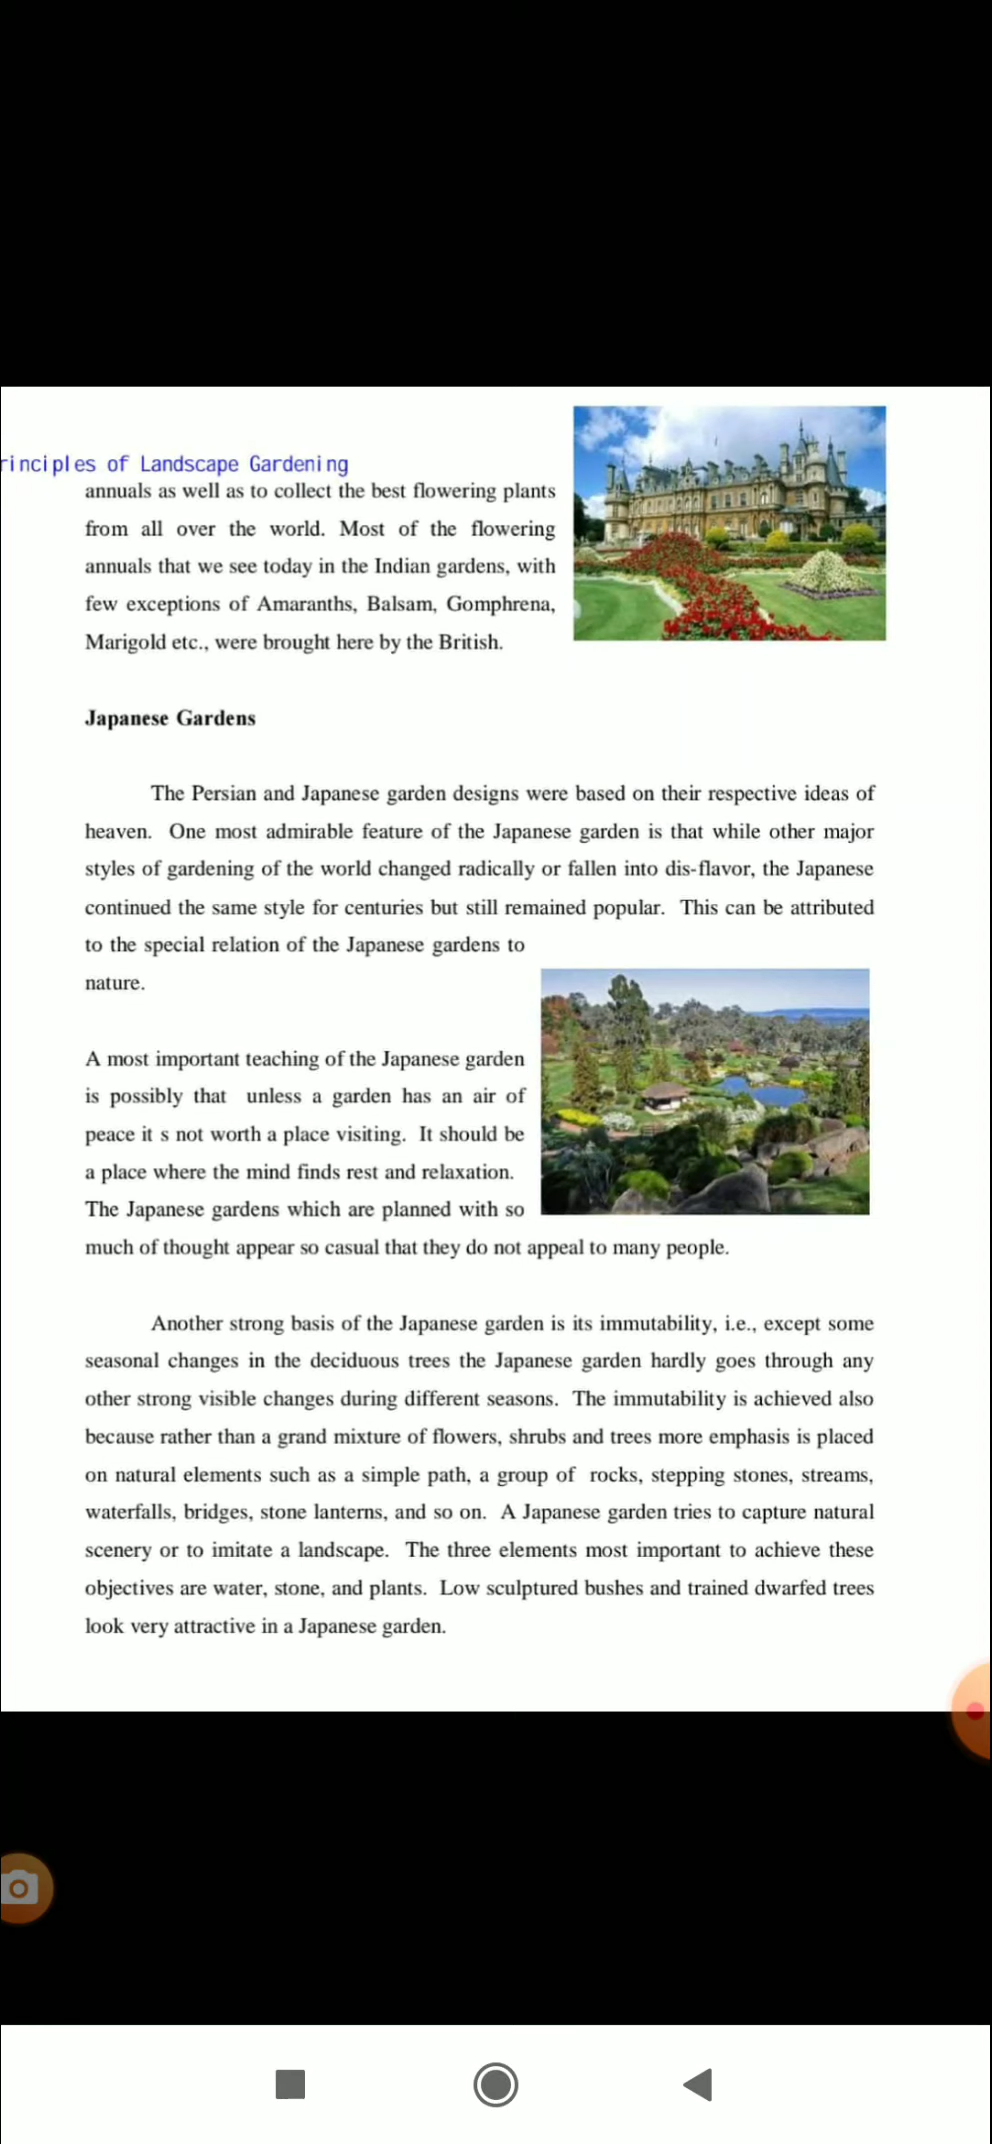 rinciples of Landscape Gardening
annuals as well as to collect the best flowering plants
from all over the world. Most of the flowering
annuals that we see today in the Indian gardens, with
few exceptions of Amaranths, Balsam, Gomphrena,
Marigold etc., were brought here by the British.
Japanese Gardens
The Persian and Japanese garden designs were based on their respective ideas of
heaven. One most admirable feature of the Japanese garden is that while other major
styles of gardening of the world changed radically or fallen into dis-flavor, the Japanese
continued the same style for centuries but still remained popular. This can be attributed
to the special relation of the Japanese gardens to
nature.
A most important teaching of the Japanese garden
is possibly that unless a garden has an air of
peace it s not worth a place visiting. It should be
a place where the mind finds rest and relaxation.
The Japanese gardens which are planned with so
much of thought appear so casual that they do not appeal to many people.
Another strong basis of the Japanese garden is its immutability, i.e., except some
seasonal changes in the deciduous trees the Japanese garden hardly goes through any
other strong visible changes during different seasons. The immutability is achieved also
because rather than a grand mixture of flowers, shrubs and trees more emphasis is placed
on natural elements such as a simple path, a group of rocks, stepping stones, streams,
waterfalls, bridges, stone lanterns, and so on. A Japanese garden tries to capture natural
scenery or to imitate a landscape. The three elements most important to achieve these
objectives are water, stone, and plants. Low sculptured bushes and trained dwarfed trees
look very attractive in a Japanese garden.